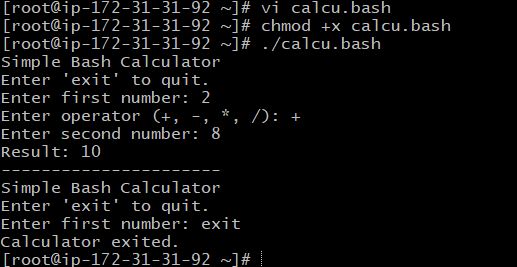 [root@ip-172-31-31-92 ~]# vi calcu.bash
[root@ip-172-31-31-92 ~]# chmod +x calcu.bash
[root@ip-172-31-31-92 ~]# ./calcu.bash
Simple Bash Calculator
Enter 'exit' to quit.
Enter first number: 2
Enter operator (+, -, *, /): +
Enter second number: 8
Result: 10
----------------------
Simple Bash Calculator
Enter 'exit' to quit.
Enter first number: exit
Calculator exited.
[root@ip-172-31-31-92 ~]#